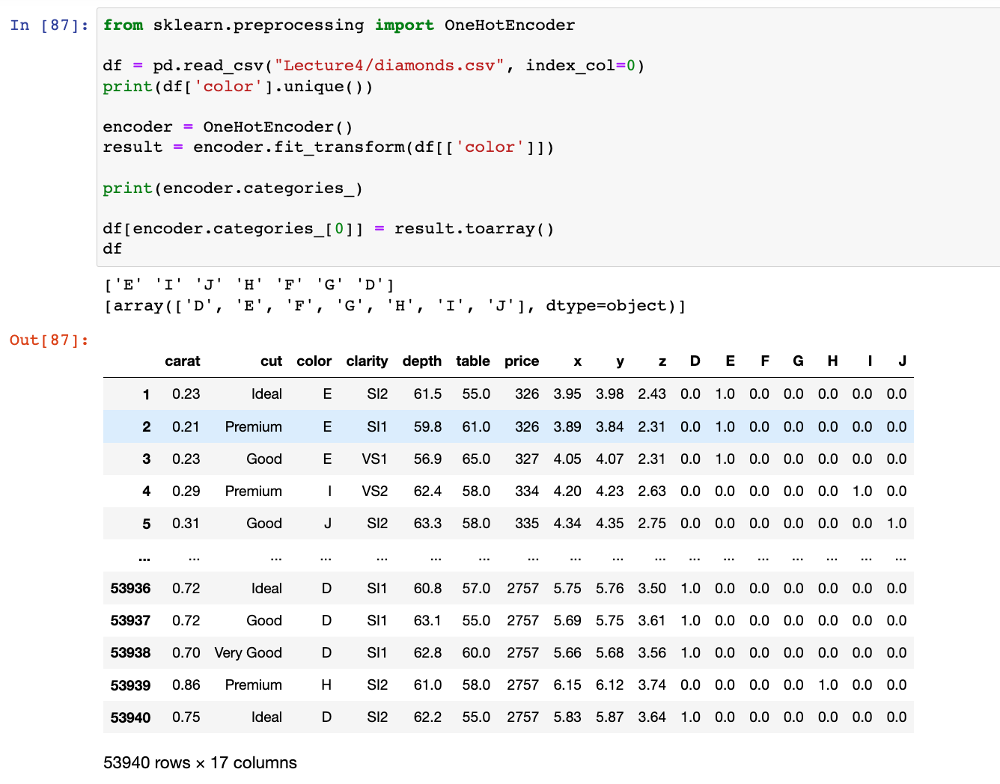 In [87]: from sklearn.preprocessing import OneHotEncoder
df = pd.read_csv("Lecture4/diamonds.csv", index_col=0)
print(df['color'].unique())
encoder = OneHotEncoder()
result = encoder.fit_transform(df[['color']])
print(encoder.categories_)
df[encoder.categories_[0]] = result.toarray()
df
['E' 'I' 'J' 'H' 'F' 'G' 'D']
[array(['D', 'E', 'F', 'G', 'H', 'I', 'J'], dtype=object)]
Out[87]:
carat cut color clarity depth table price x y z D E F G H I J
1 0.23 Ideal E SI2 61.5 55.0 326 3.95 3.98 2.43 0.0 1.0 0.0 0.0 0.0 0.0 0.0
2 0.21 Premium E SI1 59.8 61.0 326 3.89 3.84 2.31 0.0 1.0 0.0 0.0 0.0 0.0 0.0
3 0.23 Good E VS1 56.9 65.0 327 4.05 4.07 2.31 0.0 1.0 0.0 0.0 0.0 0.0 0.0
4 0.29 Premium I VS2 62.4 58.0 334 4.20 4.23 2.63 0.0 0.0 0.0 0.0 0.0 1.0 0.0
5 0.31 Good J SI2 63.3 58.0 335 4.34 4.35 2.75 0.0 0.0 0.0 0.0 0.0 0.0 1.0
... ... ... ... ... ... ... ... ... ... ... ... ... ... ... ... ... ...
53936 0.72 Ideal D SI1 60.8 57.0 2757 5.75 5.76 3.50 1.0 0.0 0.0 0.0 0.0 0.0 0.0
53937 0.72 Good D SI1 63.1 55.0 2757 5.69 5.75 3.61 1.0 0.0 0.0 0.0 0.0 0.0 0.0
53938 0.70 Very Good D SI1 62.8 60.0 2757 5.66 5.68 3.56 1.0 0.0 0.0 0.0 0.0 0.0 0.0
53939 0.86 Premium H SI2 61.0 58.0 2757 6.15 6.12 3.74 0.0 0.0 0.0 0.0 1.0 0.0 0.0
53940 0.75 Ideal D SI2 62.2 55.0 2757 5.83 5.87 3.64 1.0 0.0 0.0 0.0 0.0 0.0 0.0
53940 rows × 17 columns